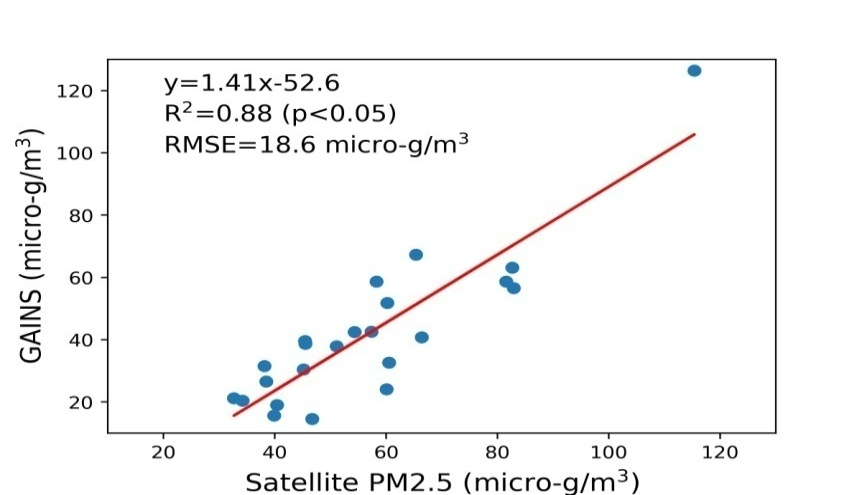 y=1.41x-52.6
R²=0.88 (p<0.05)
RMSE=18.6 micro-g/m³
GAINS (micro-g/m³)
120
100
80
60
40
20
20 40 60 80 100 120
Satellite PM2.5 (micro-g/m³)